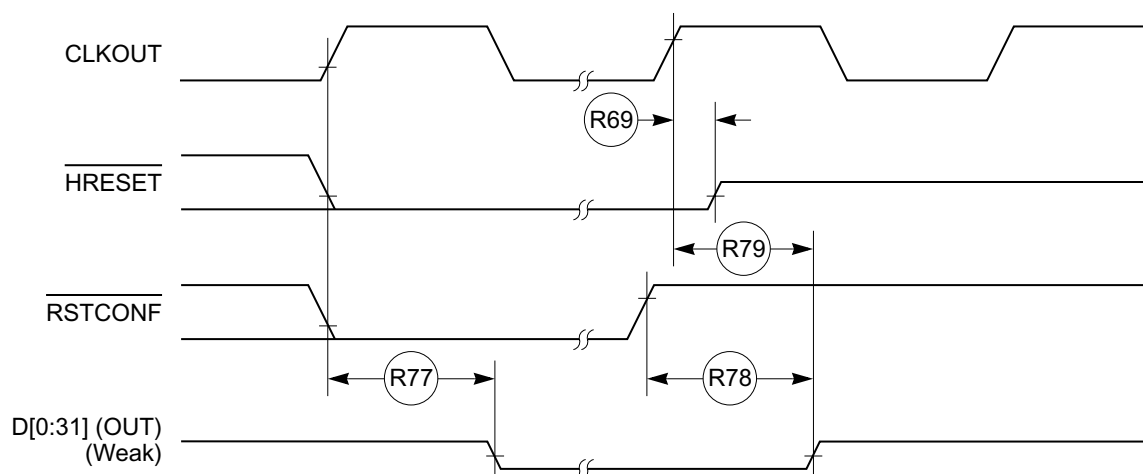 CLKOUT
R69
HRESET
R79
RSTCONF
R77
R78
D[0:31] (OUT)
(Weak)